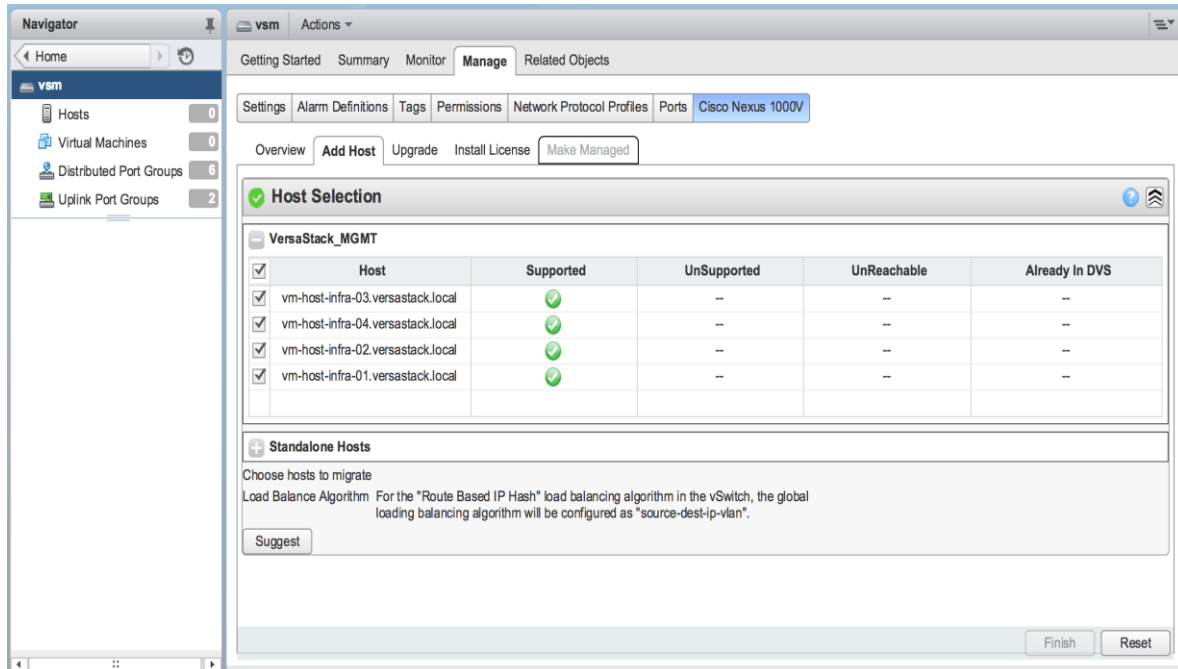 Navigator
Home
vsm
Hosts 0
Virtual Machines 0
Distributed Port Groups 6
Uplink Port Groups 2
vsm Actions
Getting Started Summary Monitor Manage Related Objects
Settings Alarm Definitions Tags Permissions Network Protocol Profiles Ports Cisco Nexus 1000V
Overview Add Host Upgrade Install License Make Managed
Host Selection ?
VersaStack_MGMT
Host Supported UnSupported UnReachable Already In DVS
vm-host-infra-03.versastack.local -- -- --
vm-host-infra-04.versastack.local -- -- --
vm-host-infra-02.versastack.local -- -- --
vm-host-infra-01.versastack.local -- -- --
Standalone Hosts
Choose hosts to migrate
Load Balance Algorithm For the "Route Based IP Hash" load balancing algorithm in the vSwitch, the global
loading balancing algorithm will be configured as "source-dest-ip-vlan".
Suggest
Finish Reset